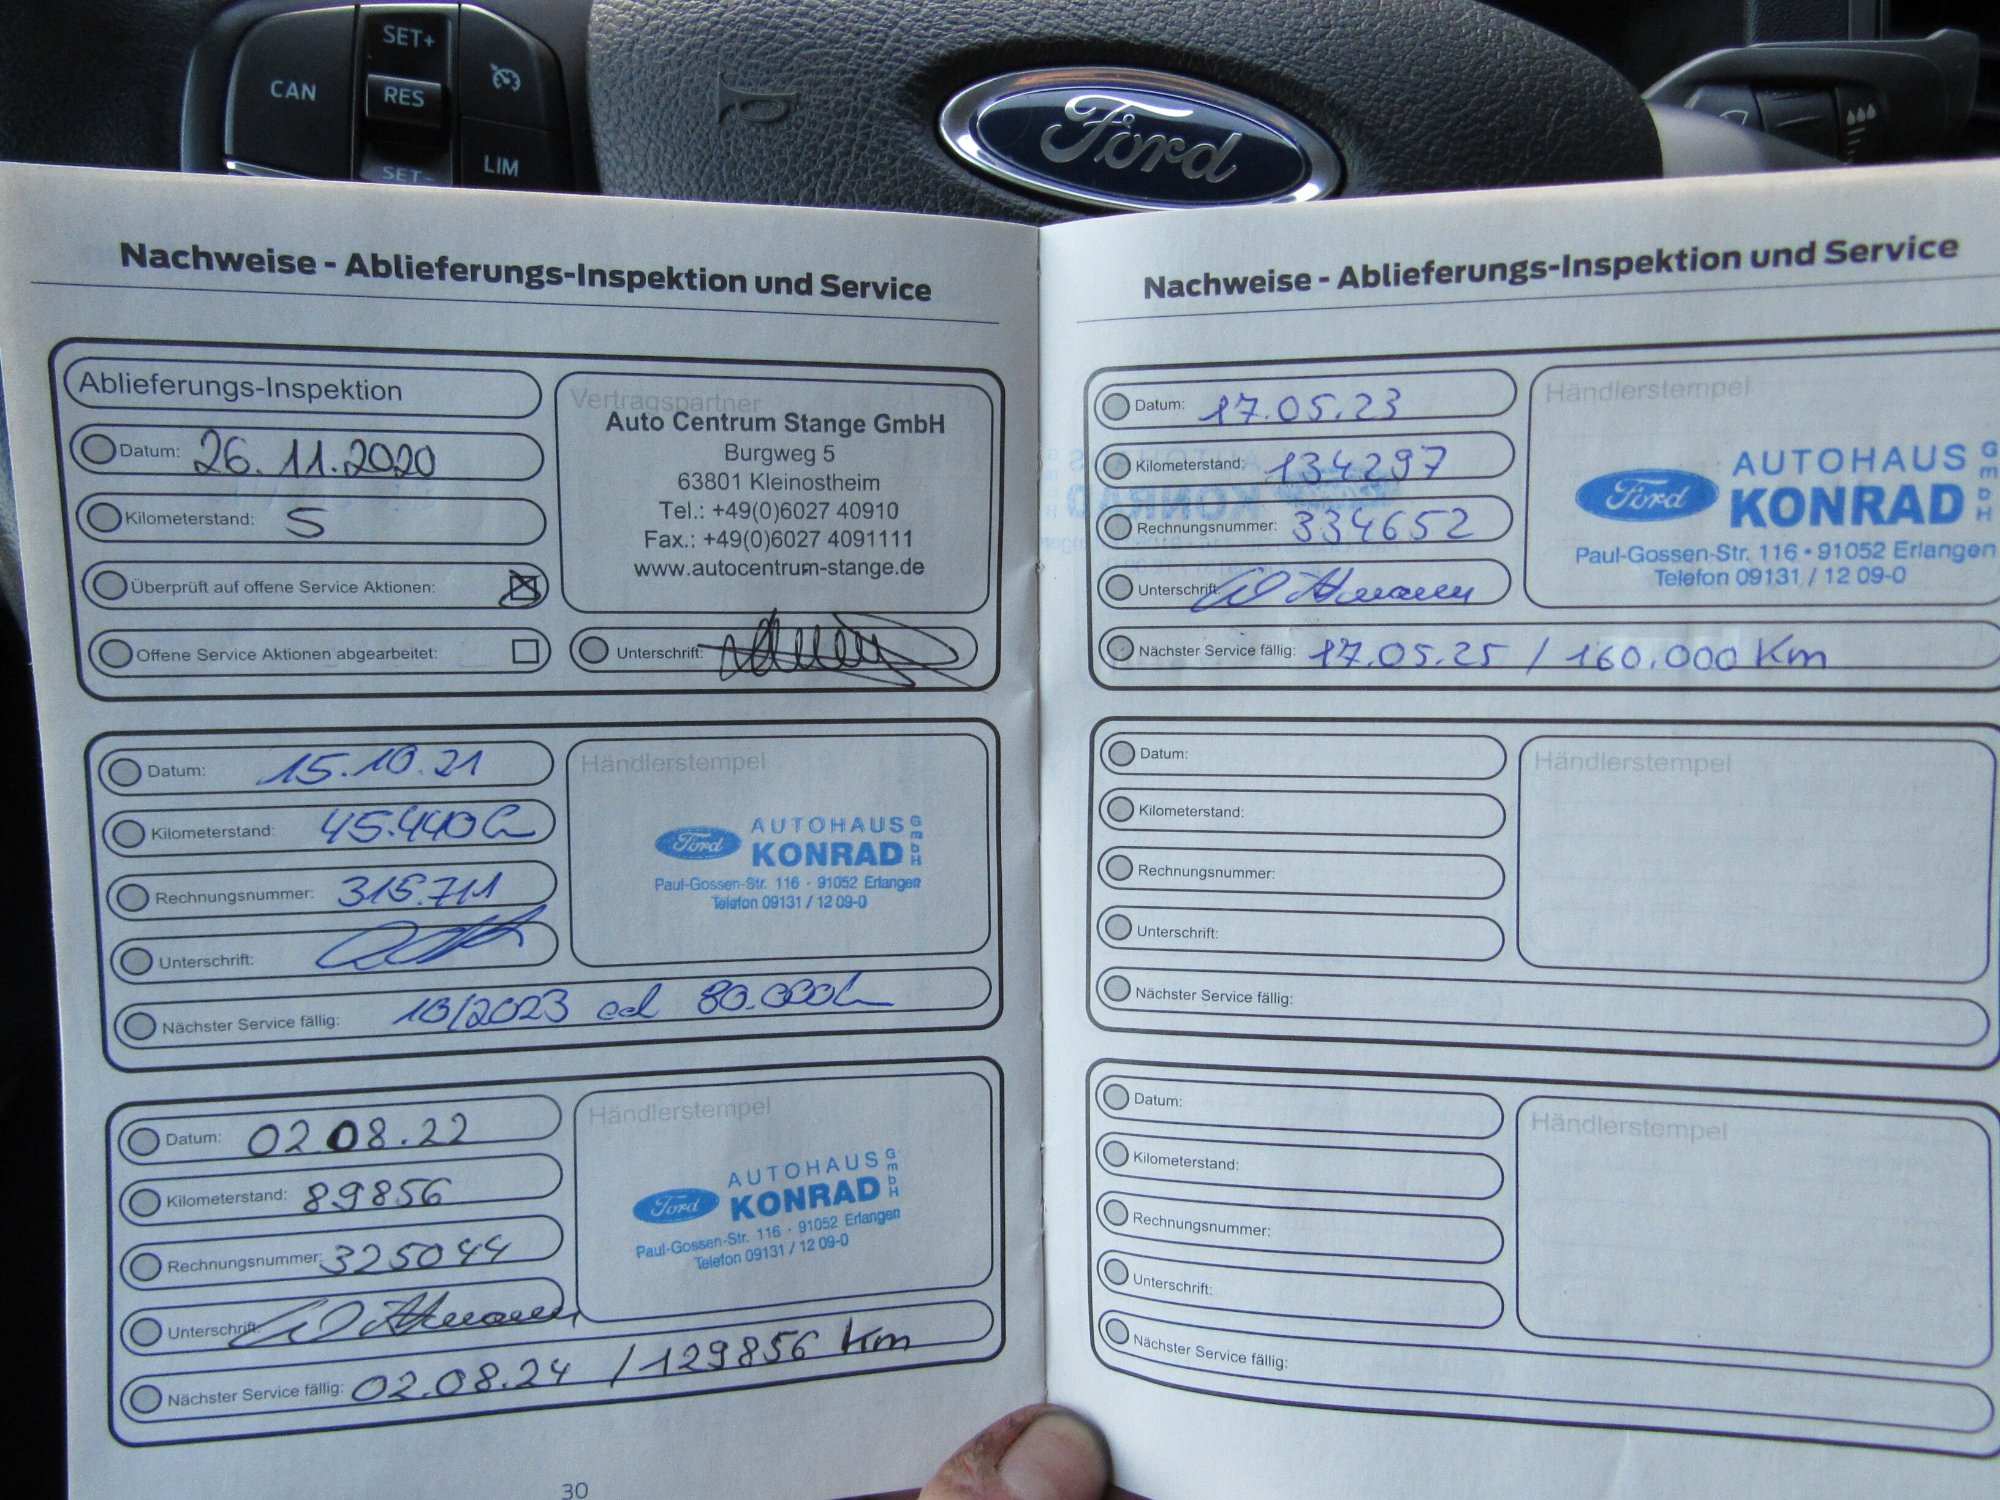 CAN
SET+
RES
SET-
LIM
Ford
Nachweise - Ablieferungs-Inspektion und Service
Ablieferungs-Inspektion
Datum: 26.11.2020
Kilometerstand: 5
Überprüft auf offene Service Aktionen:
Offene Service Aktionen abgearbeitet:
Vertragspartner
Auto Centrum Stange GmbH
Burgweg 5
63801 Kleinostheim
Tel.: +49(0)6027 40910
Fax.: +49(0)6027 4091111
www.autocentrum-stange.de
Unterschrift:
Datum: 15.10.21
Kilometerstand: 45.440
Rechnungsnummer: 315.711
Unterschrift:
Nächster Service fällig: 10/2023 od 80.000
Händlerstempel
Ford
AUTOHAUS
KONRAD GmbH
Paul-Gossen-Str. 116 · 91052 Erlangen
Telefon 09131 / 12 09-0
Datum: 02.08.22
Kilometerstand: 89856
Rechnungsnummer: 325044
Unterschrift:
Nächster Service fällig: 02.08.24 / 129856 km
Händlerstempel
Ford
AUTOHAUS
KONRAD GmbH
Paul-Gossen-Str. 116 · 91052 Erlangen
Telefon 09131 / 12 09-0
30
Nachweise - Ablieferungs-Inspektion und Service
Datum: 17.05.23
Kilometerstand: 134297
Rechnungsnummer: 334652
Unterschrift:
Nächster Service fällig: 17.05.25 / 160.000 Km
Händlerstempel
Ford
AUTOHAUS
KONRAD GmbH
Paul-Gossen-Str. 116 • 91052 Erlangen
Telefon 09131 / 12 09-0
Datum:
Kilometerstand:
Rechnungsnummer:
Unterschrift:
Nächster Service fällig:
Händlerstempel
Datum:
Kilometerstand:
Rechnungsnummer:
Unterschrift:
Nächster Service fällig:
Händlerstempel